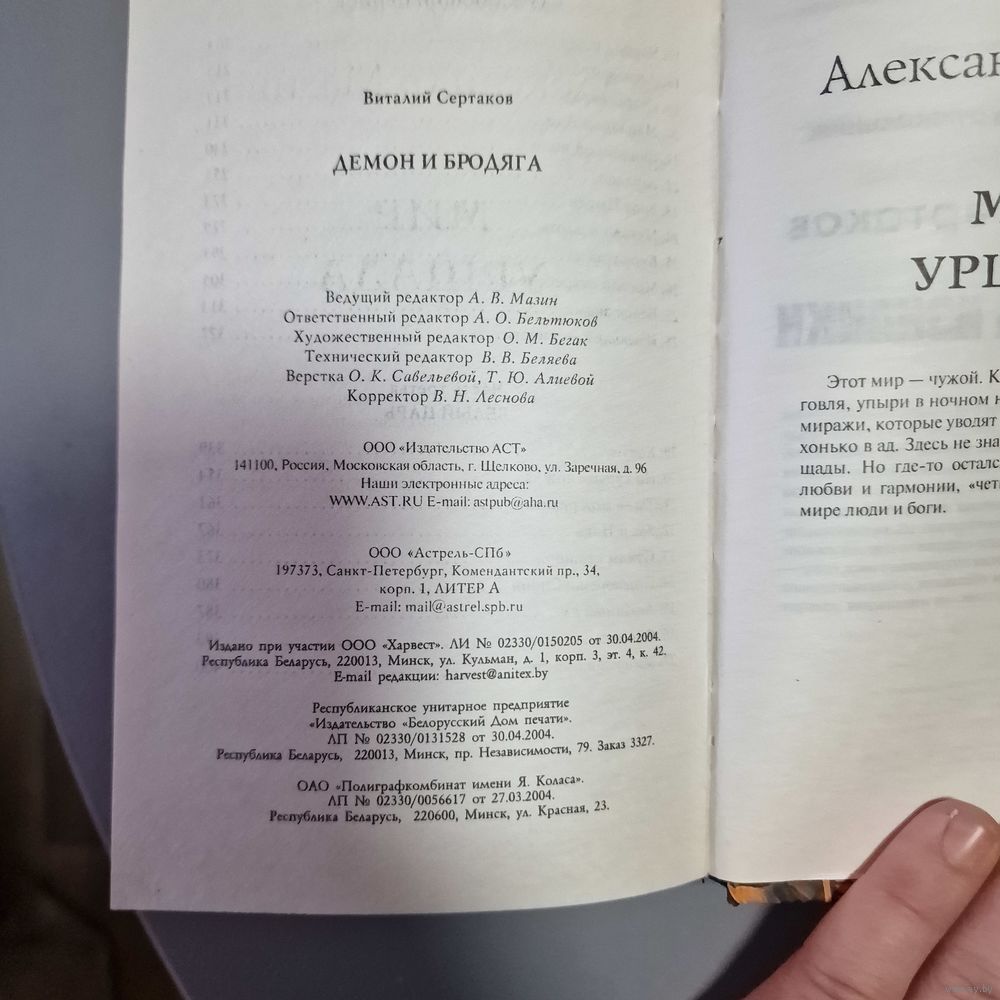 Виталий Сертаков
ДЕМОН И БРОДЯГА
Ведущий редактор А. В. Мазин
Ответственный редактор А. О. Бельтюков
Художественный редактор О. М. Бегак
Технический редактор В. В. Беляева
Верстка О. К. Савельевой, Т. Ю. Алиевой
Корректор В. Н. Леснова
ООО «Издательство АСТ»
141100, Россия, Московская область, г. Щелково, ул. Заречная, д. 96
Наши электронные адреса:
WWW.AST.RU E-mail: astpub@aha.ru
ООО «Астрель-СПб»
197373, Санкт-Петербург, Комендантский пр., 34,
корп. 1, ЛИТЕР А
E-mail: mail@astrel.spb.ru
Издано при участии ООО «Харвест». ЛИ № 02330/0150205 от 30.04.2004.
Республика Беларусь, 220013, Минск, ул. Кульман, д. 1, корп. 3, эт. 4, к. 42.
E-mail редакции: harvest@anitex.by
Республиканское унитарное предприятие
«Издательство «Белорусский Дом печати».
ЛП № 02330/0131528 от 30.04.2004.
Республика Беларусь, 220013, Минск, пр. Независимости, 79. Заказ 3327.
ОАО «Полиграфкомбинат имени Я. Коласа».
ЛП № 02330/0056617 от 27.03.2004.
Республика Беларусь, 220600, Минск, ул. Красная, 23.
Алексан
М
УРЦ
Этот мир — чужой. К
говля, упыри в ночном н
миражи, которые уводят
хонько в ад. Здесь не зна
щады. Но где-то осталс
любви и гармонии, «чет
мире люди и боги.